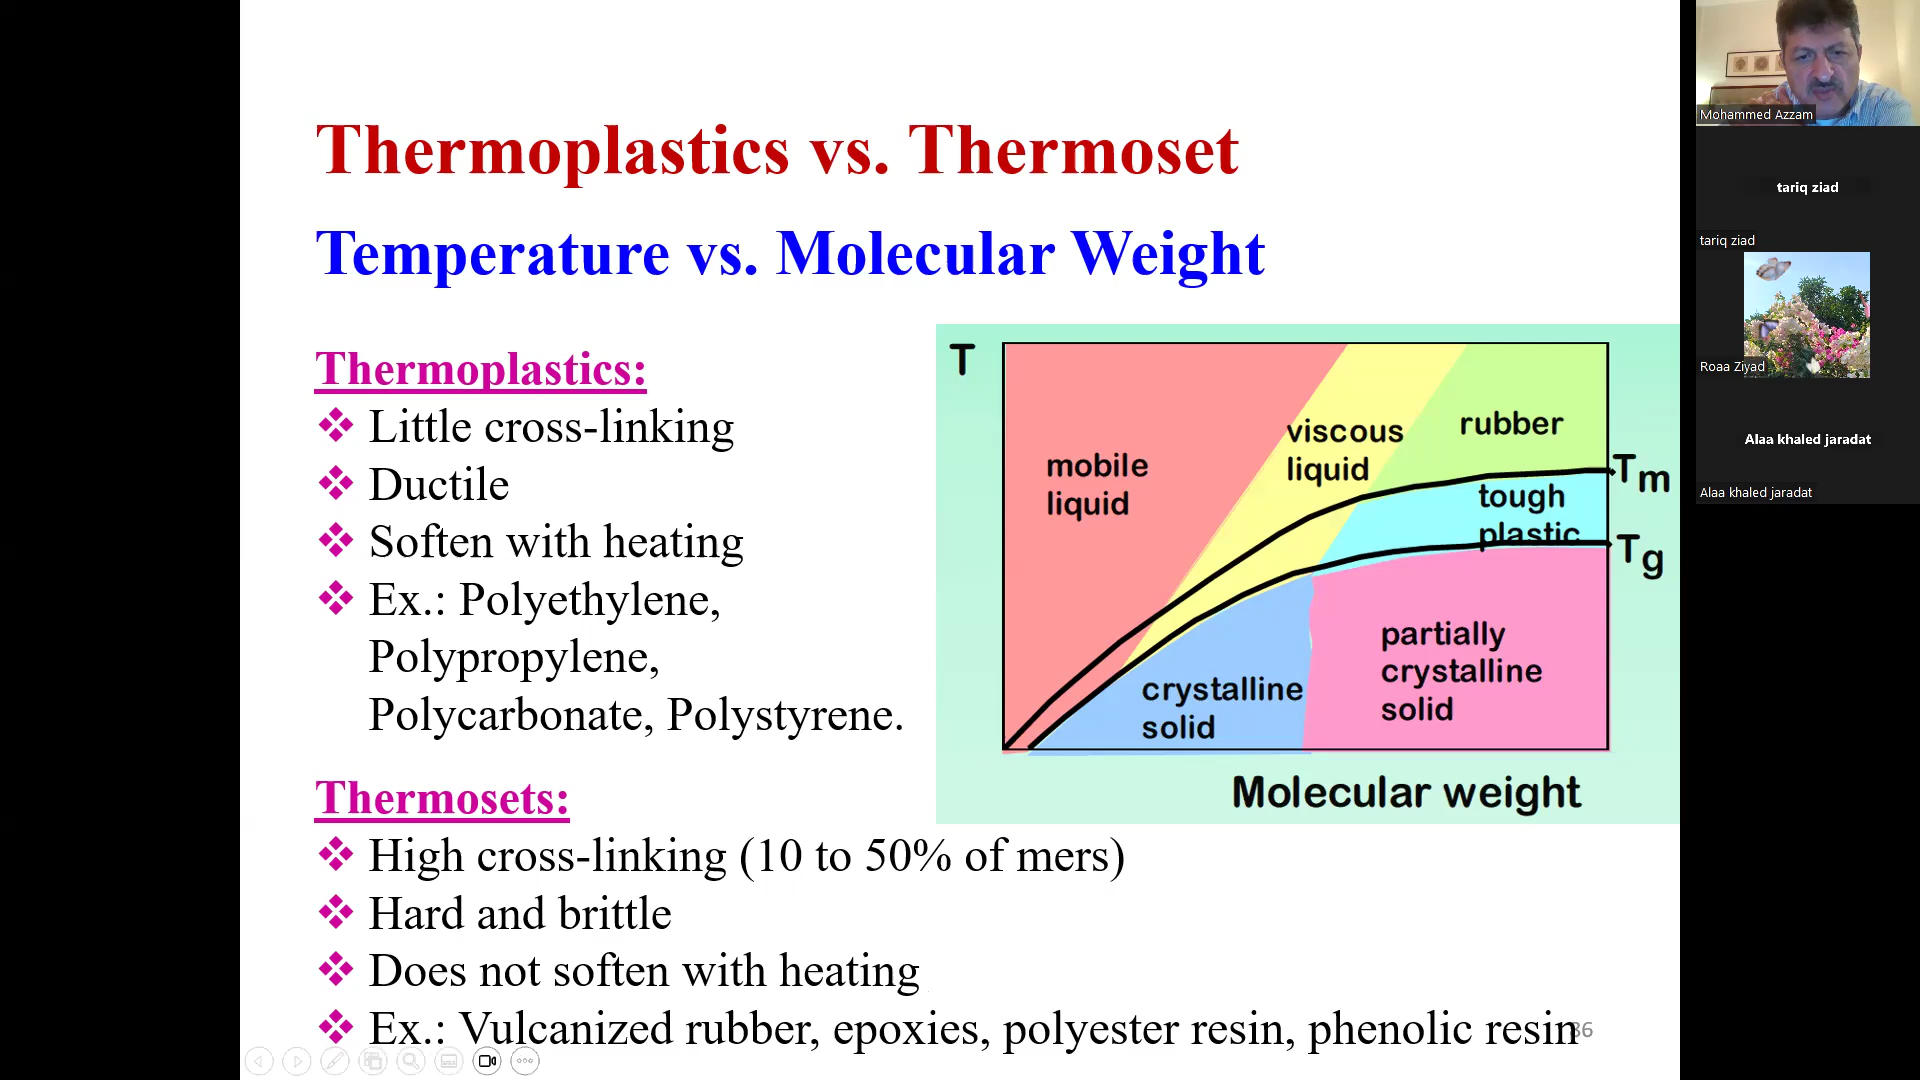 Thermoplastics vs. Thermoset
Temperature vs. Molecular Weight
Thermoplastics:
Little cross-linking
Ductile
Soften with heating
Ex.: Polyethylene,
Polypropylene,
Polycarbonate, Polystyrene.
Thermosets:
High cross-linking (10 to 50% of mers)
Hard and brittle
Does not soften with heating
Ex.: Vulcanized rubber, epoxies, polyester resin, phenolic resin
36
T
mobile
liquid
viscous
liquid
rubber
Tm
tough
plastic
Tg
crystalline
solid
partially
crystalline
solid
Molecular weight
Mohammed Azzam
tariq ziad
tariq ziad
Roaa Ziyad
Alaa khaled jaradat
Alaa khaled jaradat